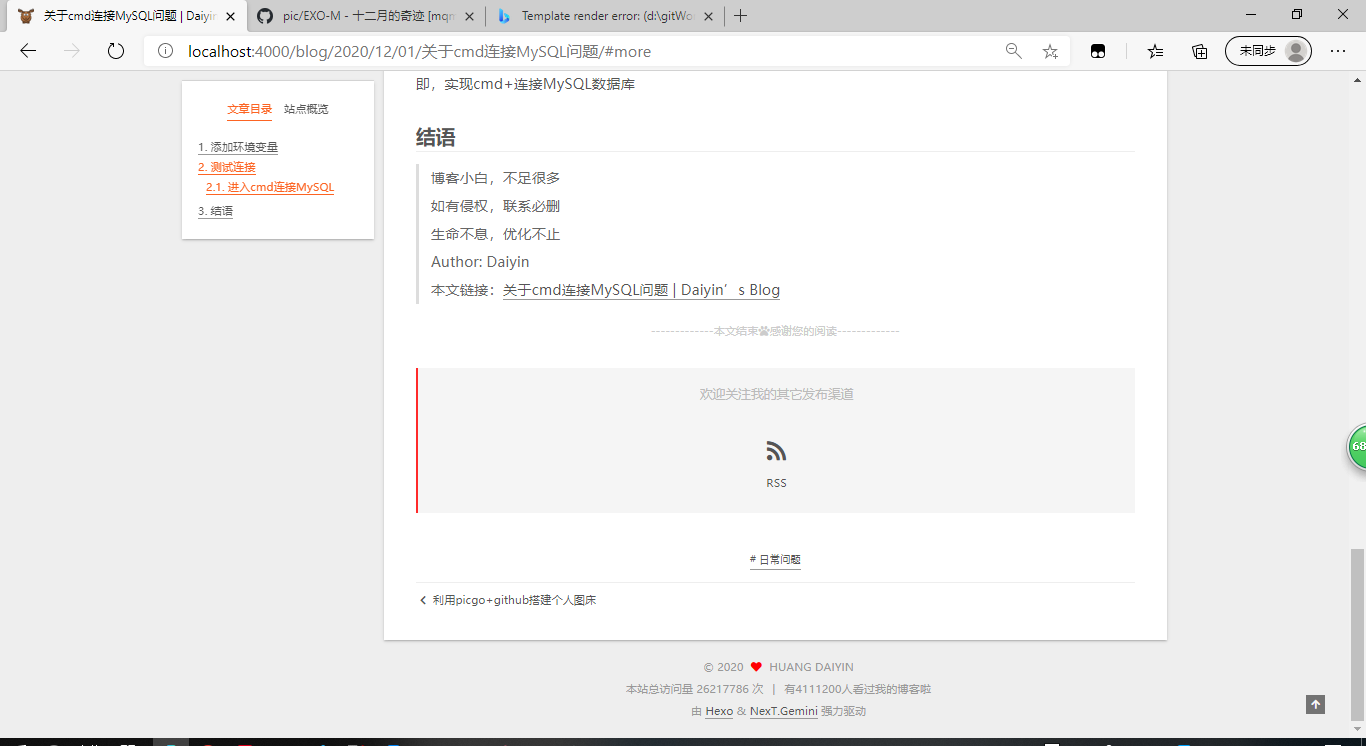 关于cmd连接MySQL问题 | Daiyin
pic/EXO-M - 十二月的奇迹 [mqm
Template render error: (d:\gitWor
localhost:4000/blog/2020/12/01/关于cmd连接MySQL问题/#more
未同步
文章目录 站点概览
1. 添加环境变量
2. 测试连接
2.1. 进入cmd连接MySQL
3. 结语
即，实现cmd+连接MySQL数据库
结语
博客小白，不足很多
如有侵权，联系必删
生命不息，优化不止
Author: Daiyin
本文链接：关于cmd连接MySQL问题 | Daiyin’s Blog
-------------本文结束感谢您的阅读-------------
欢迎关注我的其它发布渠道
RSS
# 日常问题
利用picgo+github搭建个人图床
© 2020 HUANG DAIYIN
本站总访问量 26217786 次 | 有4111200人看过我的博客啦
由 Hexo & NexT.Gemini 强力驱动
68